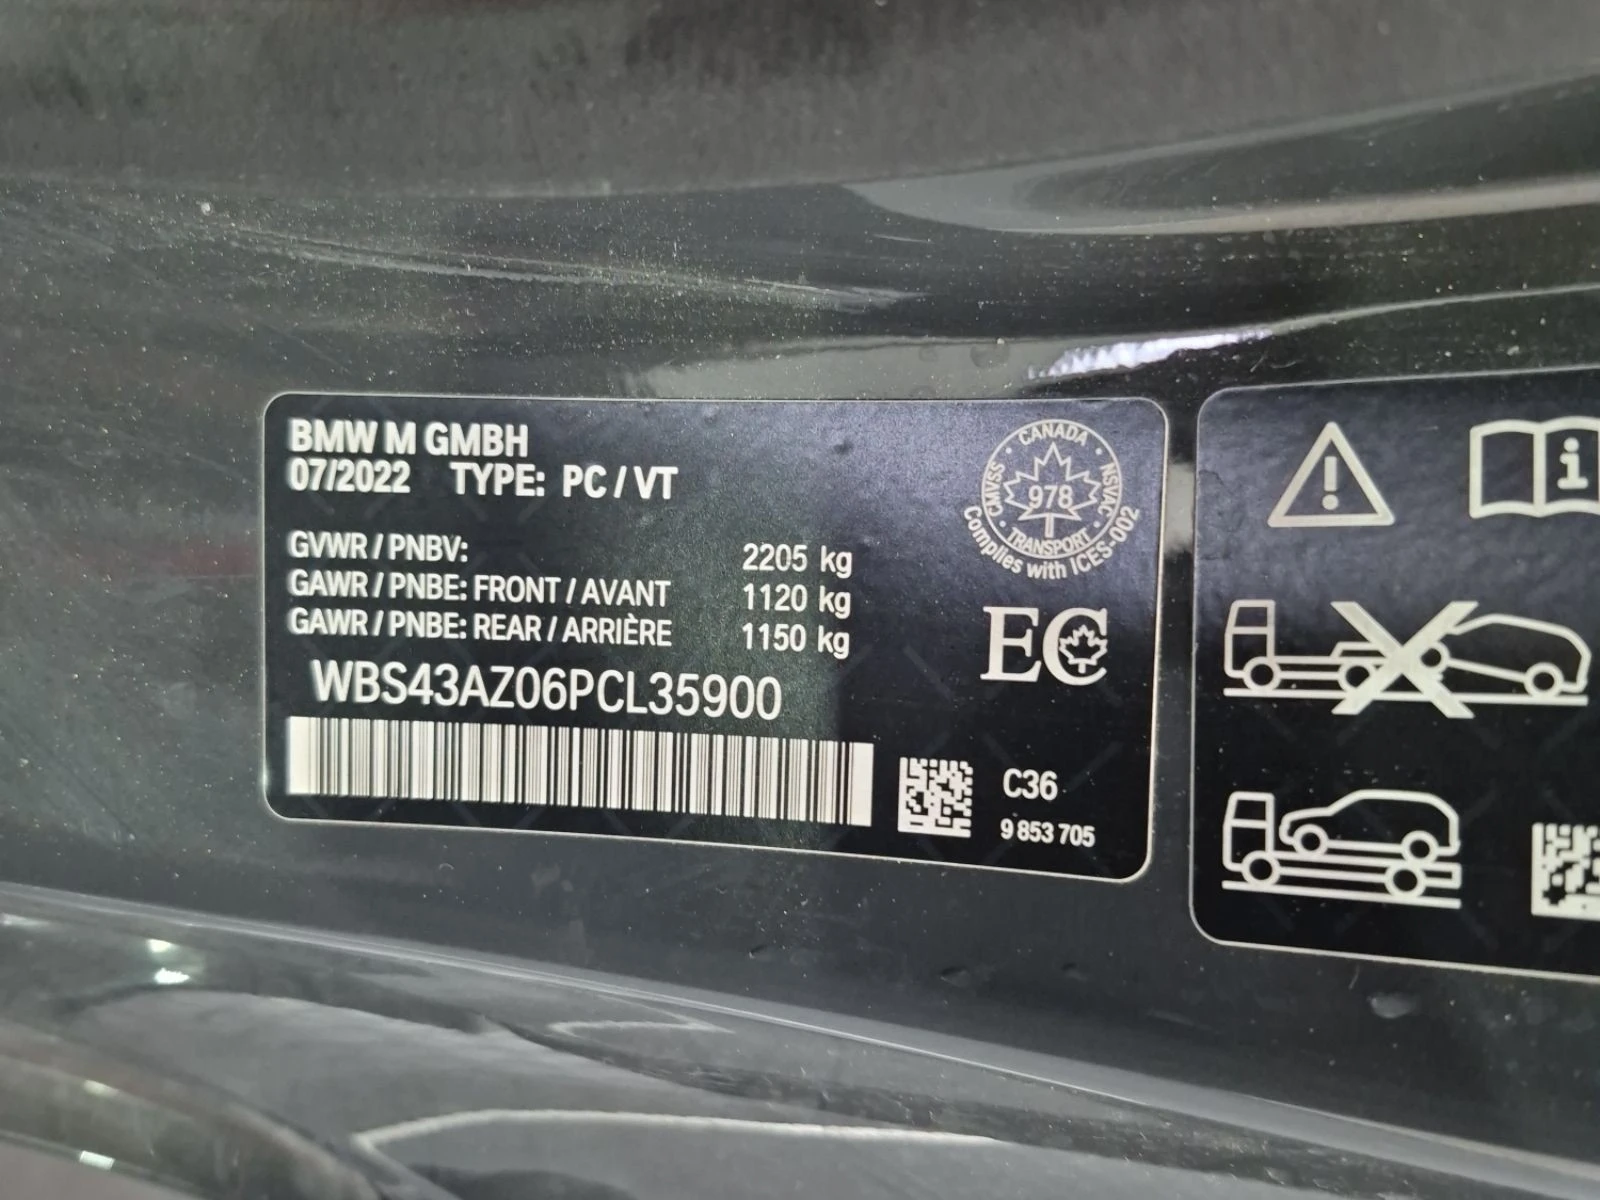 BMW M GMBH
07/2022 TYPE: PC / VT
GVWR / PNBV: 2205 kg
GAWR / PNBE: FRONT / AVANT 1120 kg
GAWR / PNBE: REAR / ARRIÈRE 1150 kg
WBS43AZ06PCL35900
CANADA
CMVSS 978 NSVAC
TRANSPORT
Complies with ICES-002
EC
C36
9 853 705